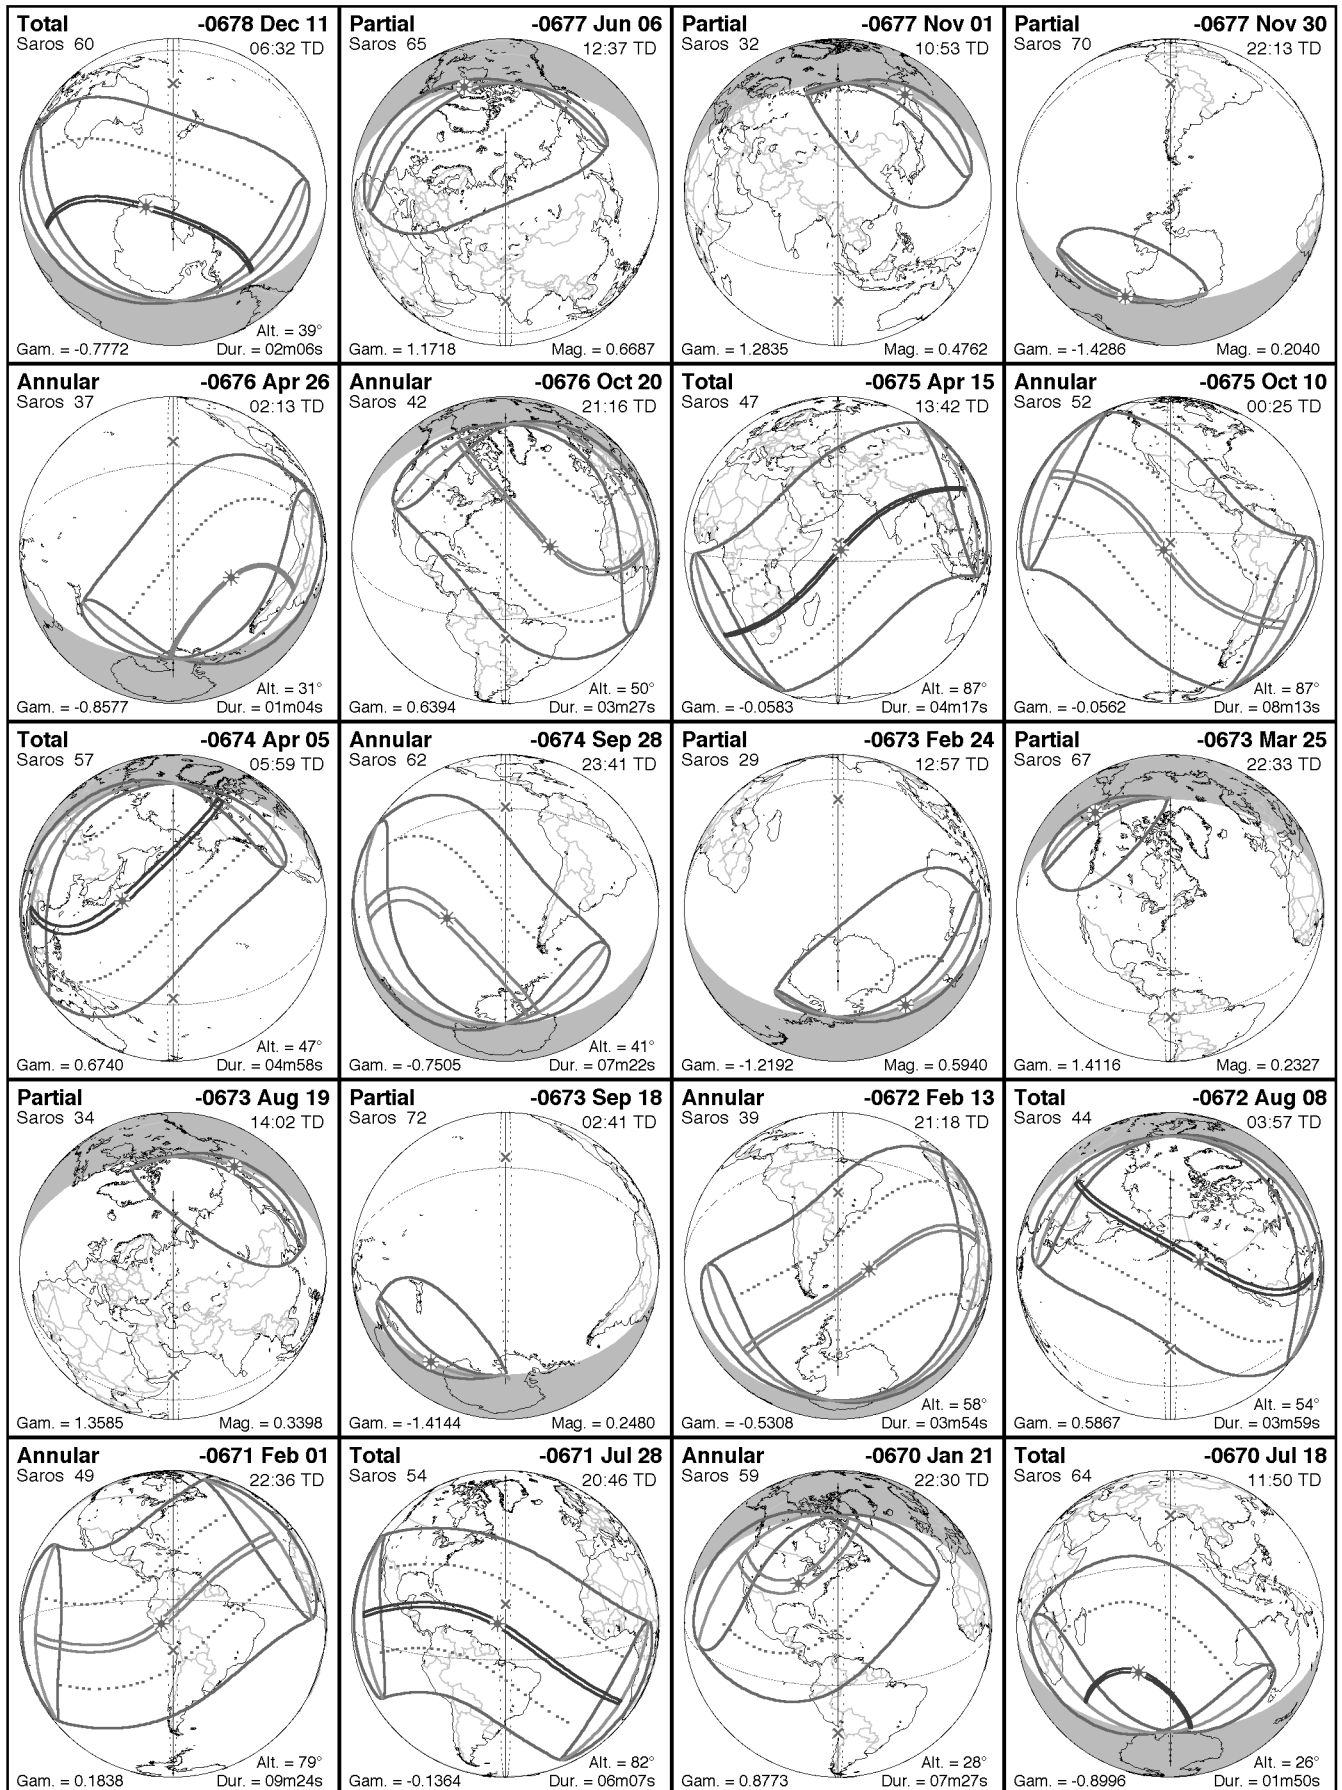 Total -0678 Dec 11
Saros 60 06:32 TD
Alt. = 39°
Gam. = -0.7772 Dur. = 02m06s
Partial -0677 Jun 06
Saros 65 12:37 TD
Gam. = 1.1718 Mag. = 0.6687
Partial -0677 Nov 01
Saros 32 10:53 TD
Gam. = 1.2835 Mag. = 0.4762
Partial -0677 Nov 30
Saros 70 22:13 TD
Gam. = -1.4286 Mag. = 0.2040
Annular -0676 Apr 26
Saros 37 02:13 TD
Alt. = 31°
Gam. = -0.8577 Dur. = 01m04s
Annular -0676 Oct 20
Saros 42 21:16 TD
Alt. = 50°
Gam. = 0.6394 Dur. = 03m27s
Total -0675 Apr 15
Saros 47 13:42 TD
Alt. = 87°
Gam. = -0.0583 Dur. = 04m17s
Annular -0675 Oct 10
Saros 52 00:25 TD
Alt. = 87°
Gam. = -0.0562 Dur. = 08m13s
Total -0674 Apr 05
Saros 57 05:59 TD
Alt. = 47°
Gam. = 0.6740 Dur. = 04m58s
Annular -0674 Sep 28
Saros 62 23:41 TD
Alt. = 41°
Gam. = -0.7505 Dur. = 07m22s
Partial -0673 Feb 24
Saros 29 12:57 TD
Gam. = -1.2192 Mag. = 0.5940
Partial -0673 Mar 25
Saros 67 22:33 TD
Gam. = 1.4116 Mag. = 0.2327
Partial -0673 Aug 19
Saros 34 14:02 TD
Gam. = 1.3585 Mag. = 0.3398
Partial -0673 Sep 18
Saros 72 02:41 TD
Gam. = -1.4144 Mag. = 0.2480
Annular -0672 Feb 13
Saros 39 21:18 TD
Alt. = 58°
Gam. = -0.5308 Dur. = 03m54s
Total -0672 Aug 08
Saros 44 03:57 TD
Alt. = 54°
Gam. = 0.5867 Dur. = 03m59s
Annular -0671 Feb 01
Saros 49 22:36 TD
Alt. = 79°
Gam. = 0.1838 Dur. = 09m24s
Total -0671 Jul 28
Saros 54 20:46 TD
Alt. = 82°
Gam. = -0.1364 Dur. = 06m07s
Annular -0670 Jan 21
Saros 59 22:30 TD
Alt. = 28°
Gam. = 0.8773 Dur. = 07m27s
Total -0670 Jul 18
Saros 64 11:50 TD
Alt. = 26°
Gam. = -0.8996 Dur. = 01m50s